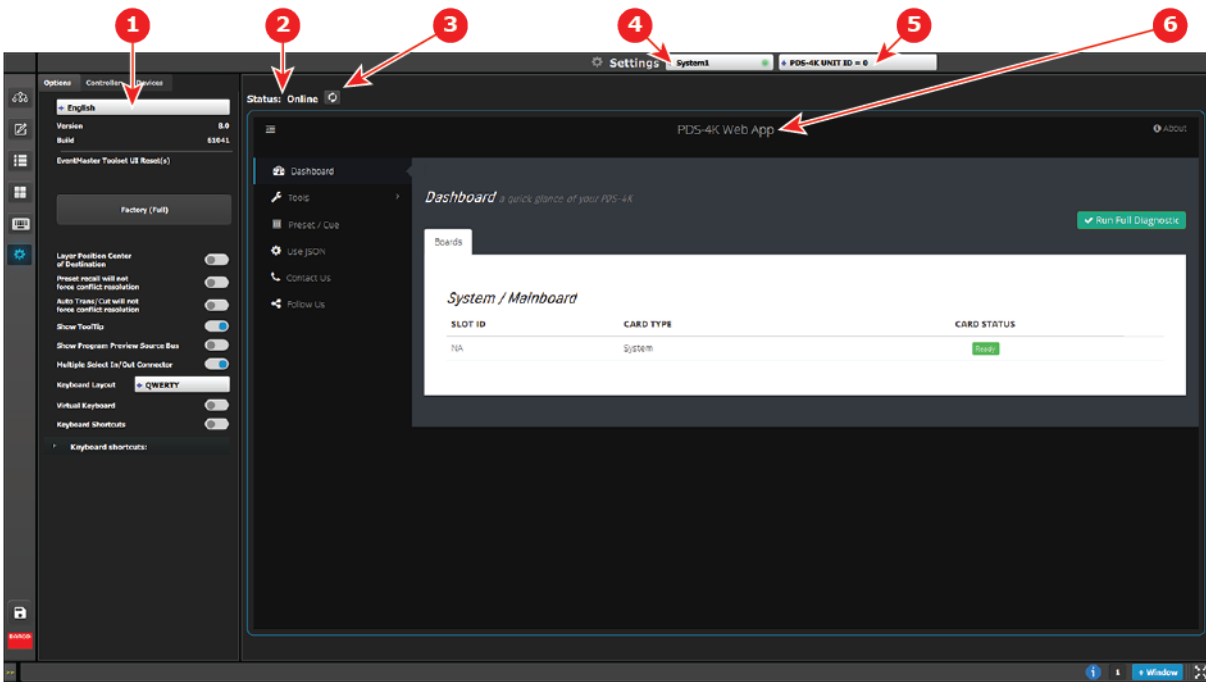 1
2
3
4
5
6
Settings
System1
+ PDS-4K UNIT ID = 0
Options Controller Devices
+ English
Version 8.0
Build 61041
EventMaster Toolset UI Reset(s)
Factory (Full)
Layer Position Center
of Destination
Preset recall will not
force conflict resolution
Auto Trans/Cut will not
force conflict resolution
Show ToolTip
Show Program Preview Source Bus
Multiple Select In/Out Connector
Keyboard Layout + QWERTY
Virtual Keyboard
Keyboard Shortcuts
Keyboard shortcuts:
BARCO
>>
Status: Online
PDS-4K Web App
About
Dashboard
Tools
Preset / Cue
Use JSON
Contact Us
Follow Us
Dashboard a quick glance of your PDS-4K
Run Full Diagnostic
Boards
System / Mainboard
SLOT ID CARD TYPE CARD STATUS
NA System Ready
i 1 + Window